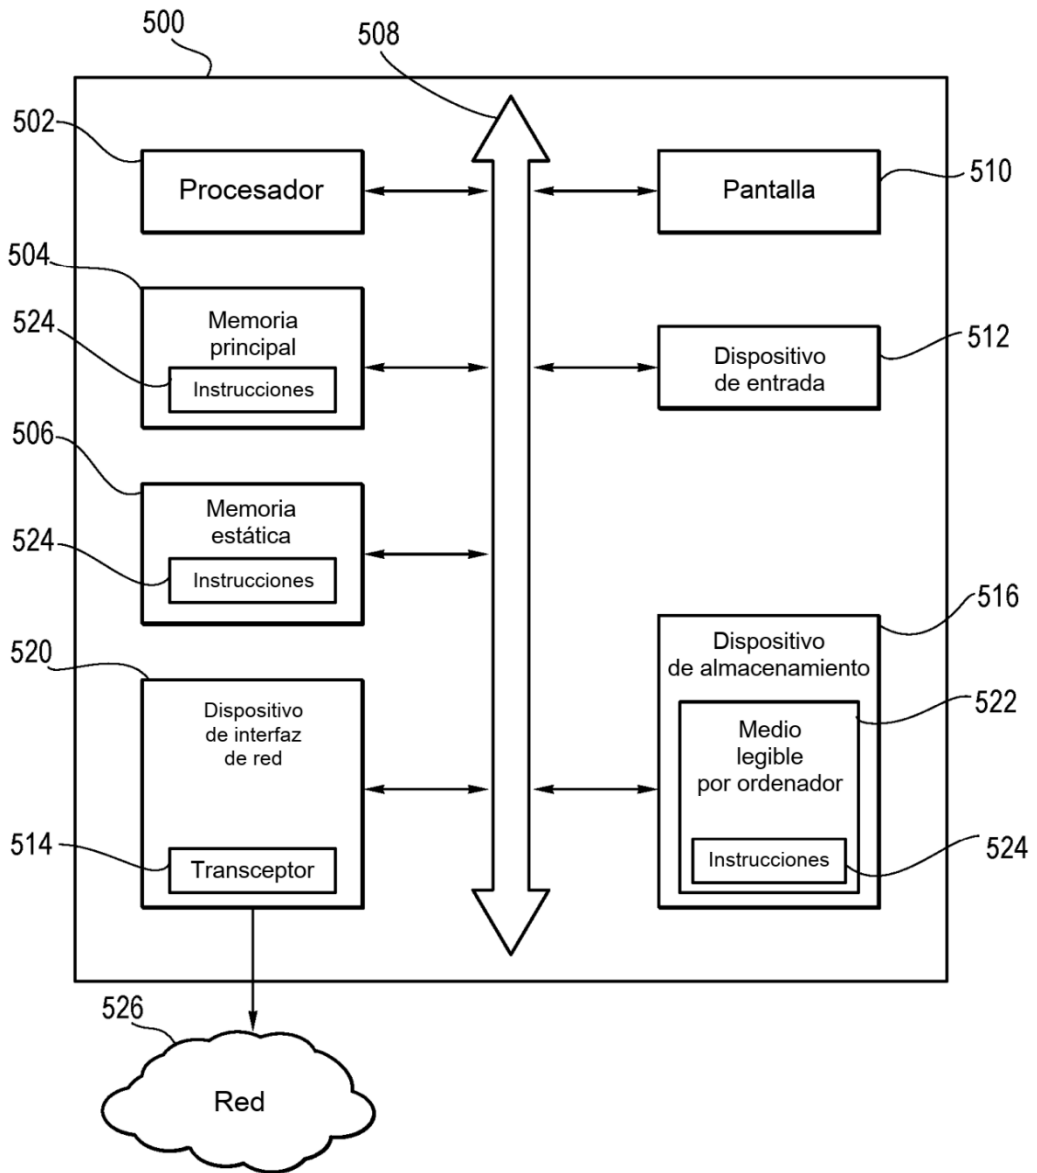 500
508
502
Procesador
Pantalla
510
504
524
Memoria
principal
Instrucciones
Dispositivo
de entrada
512
506
524
Memoria
estática
Instrucciones
520
Dispositivo
de interfaz
de red
514
Transceptor
516
Dispositivo
de almacenamiento
522
Medio
legible
por ordenador
Instrucciones
524
526
Red